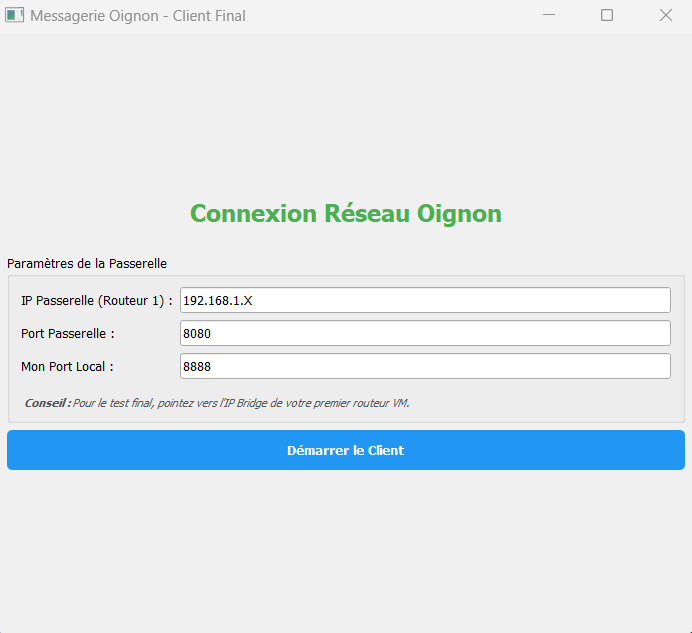 Messagerie Oignon - Client Final
Connexion Réseau Oignon
Paramètres de la Passerelle
IP Passerelle (Routeur 1) : 192.168.1.X
Port Passerelle : 8080
Mon Port Local : 8888
Conseil : Pour le test final, pointez vers l'IP Bridge de votre premier routeur VM.
Démarrer le Client